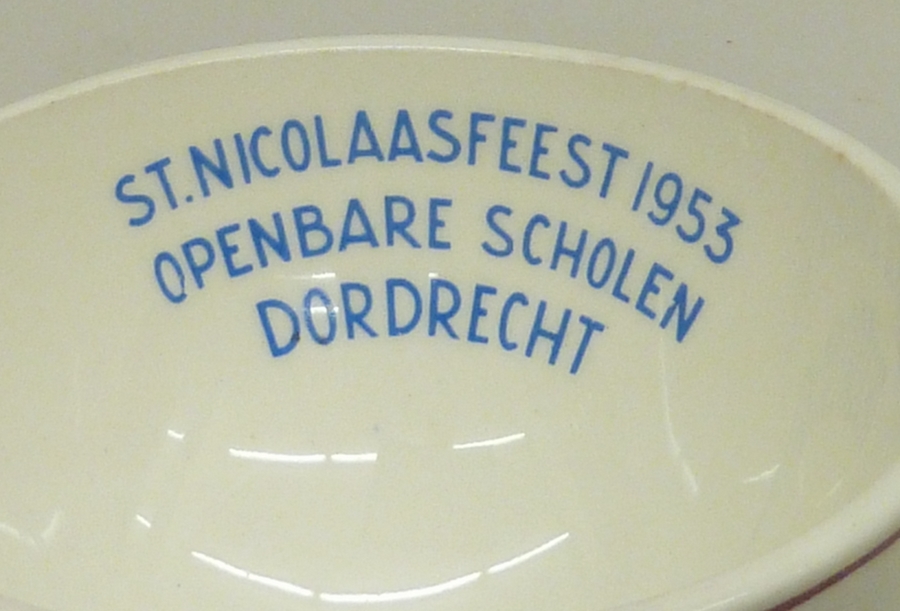 ST.NICOLAASFEEST 1953
OPENBARE SCHOLEN
DORDRECHT